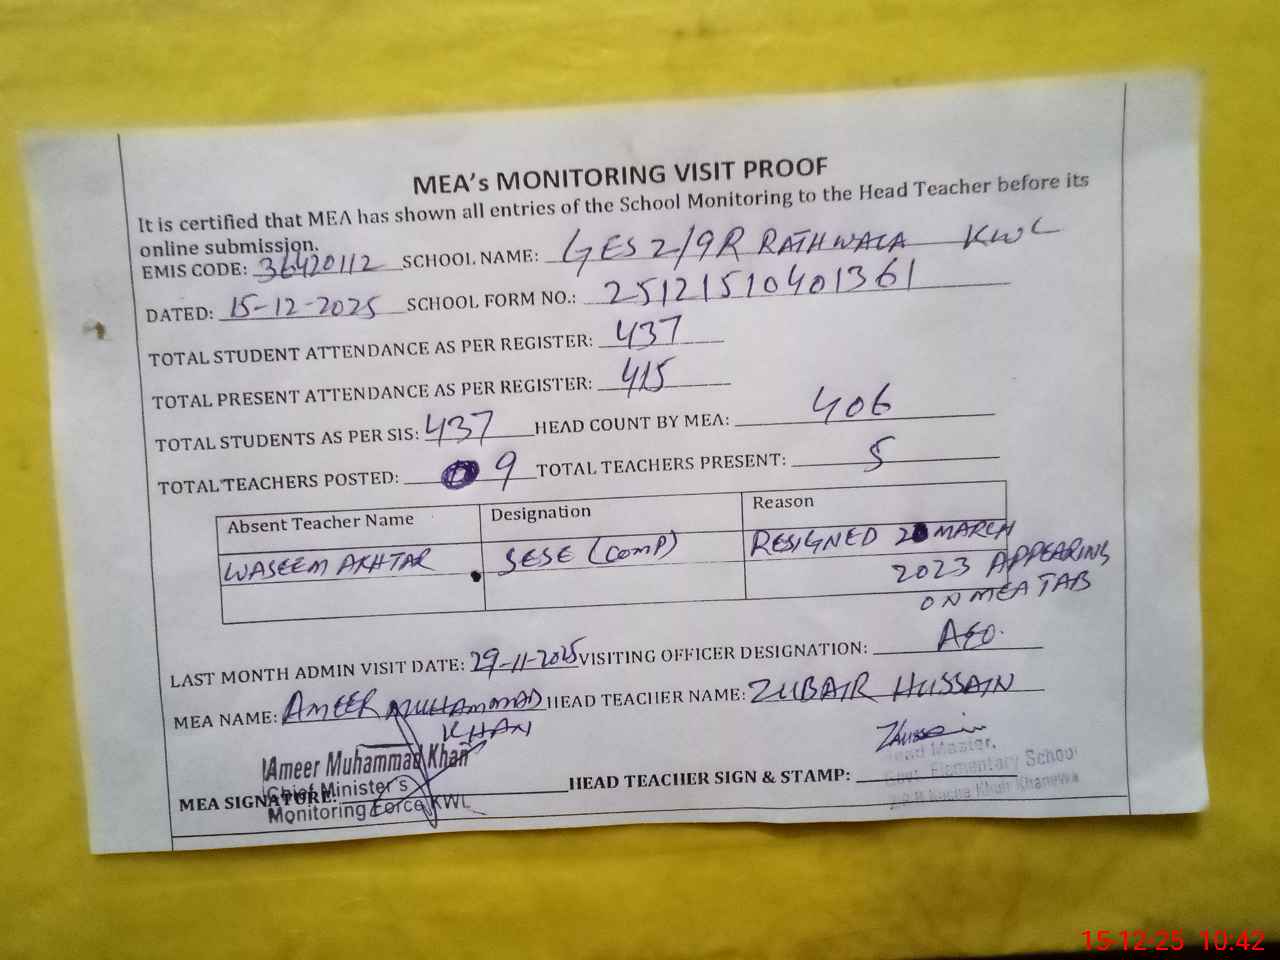 MEA's MONITORING VISIT PROOF
It is certified that MEA has shown all entries of the School Monitoring to the Head Teacher before its
online submission.
EMIS CODE: 36420112 SCHOOL NAME: GES 2/9R RATHWALA KWL
DATED: 15-12-2025 SCHOOL FORM NO.: 25121510401361
TOTAL STUDENT ATTENDANCE AS PER REGISTER: 437
TOTAL PRESENT ATTENDANCE AS PER REGISTER: 415
TOTAL STUDENTS AS PER SIS: 437 HEAD COUNT BY MEA: 406
TOTAL TEACHERS POSTED: 9 TOTAL TEACHERS PRESENT: 5
Absent Teacher Name Designation Reason
WASEEM AKHTAR SESE (COMP) RESIGNED MARCH
2023 APPEARING
ON MEA TAB
LAST MONTH ADMIN VISIT DATE: 29-11-2025 VISITING OFFICER DESIGNATION: AEO.
MEA NAME: AMEER MUHAMMAD HEAD TEACHER NAME: ZUBAIR HUSSAIN
KHAN
Ameer Muhammad Khan
Chief Minister's
Monitoring Force KWL
MEA SIGNATURE: HEAD TEACHER SIGN & STAMP:
Head Master,
Govt. Elementary School
Kacha Khuh Khanewal
15-12-25 10:42